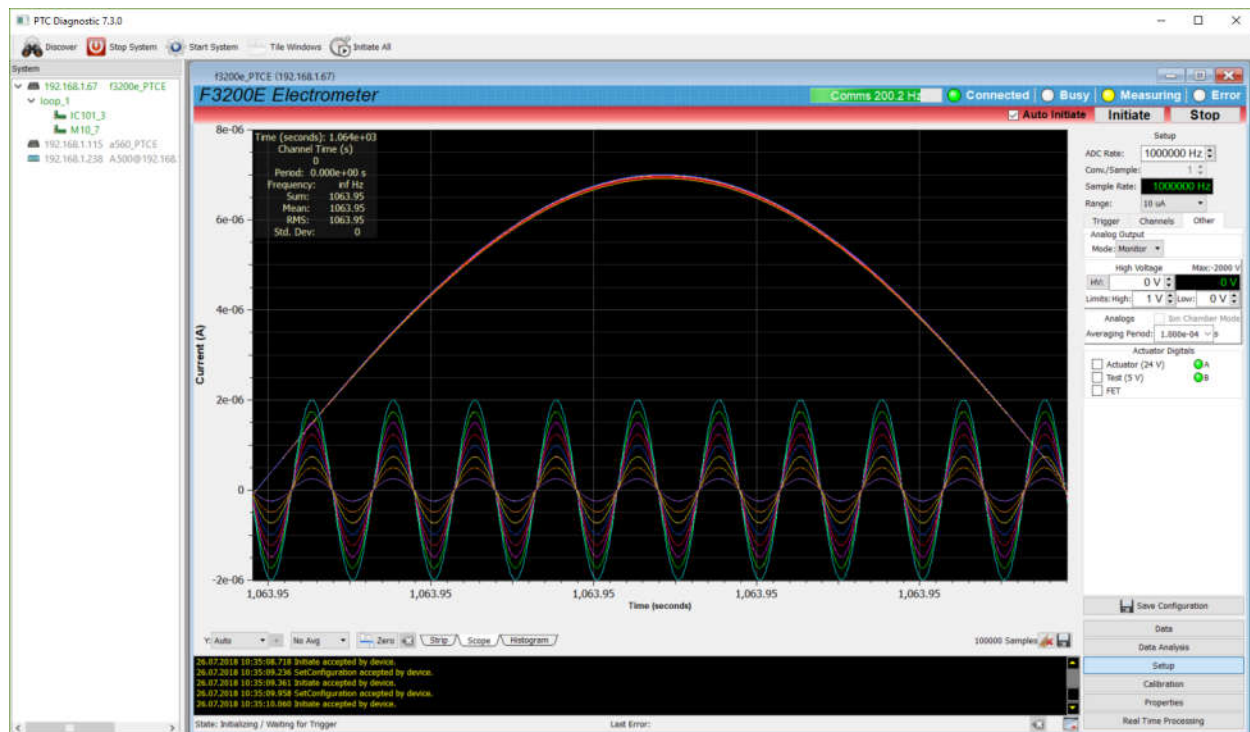 PTC Diagnostic 7.3.0
Discover Stop System Start System Tile Windows Initiate All
System
192.168.1.67 f3200e_PTCE
loop_1
IC101_3
M10_7
192.168.1.115 a560_PTCE
192.168.1.238 A500@192.168.
f3200e_PTCE (192.168.1.67)
F3200E Electrometer
Comms 200.2 Hz Connected Busy Measuring Error
Auto Initiate Initiate Stop
8e-06
6e-06
4e-06
2e-06
0
-2e-06
Current (A)
Time (seconds): 1.064e+03
Channel Time (s)
0
Period: 0.000e+00 s
Frequency: inf Hz
Sum: 1063.95
Mean: 1063.95
RMS: 1063.95
Std. Dev: 0
1,063.95 1,063.95 1,063.95 1,063.95 1,063.95
Time (seconds)
Setup
ADC Rate: 1000000 Hz
Conv./Sample: 1
Sample Rate: 1000000 Hz
Range: 10 uA
Trigger Channels Other
Analog Output
Mode: Monitor
High Voltage Max:-2000 V
HV: 0 V 0 V
Limits: High: 1 V Low: 0 V
Analogs Ion Chamber Mode
Averaging Period: 1.000e-04 s
Actuator Digitals
Actuator (24 V) A
Test (5 V) B
FET
Save Configuration
Data
Data Analysis
Setup
Calibration
Properties
Real Time Processing
Y: Auto No Avg Zero Strip Scope Histogram 100000 Samples
26.07.2018 10:35:08.718 Initiate accepted by device.
26.07.2018 10:35:09.236 SetConfiguration accepted by device.
26.07.2018 10:35:09.361 Initiate accepted by device.
26.07.2018 10:35:09.958 SetConfiguration accepted by device.
26.07.2018 10:35:10.060 Initiate accepted by device.
State: Initializing / Waiting for Trigger Last Error: